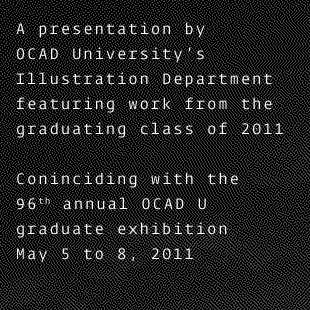 A presentation by
OCAD University's
Illustration Department
featuring work from the
graduating class of 2011
Coninciding with the
96th annual OCAD U
graduate exhibition
May 5 to 8, 2011